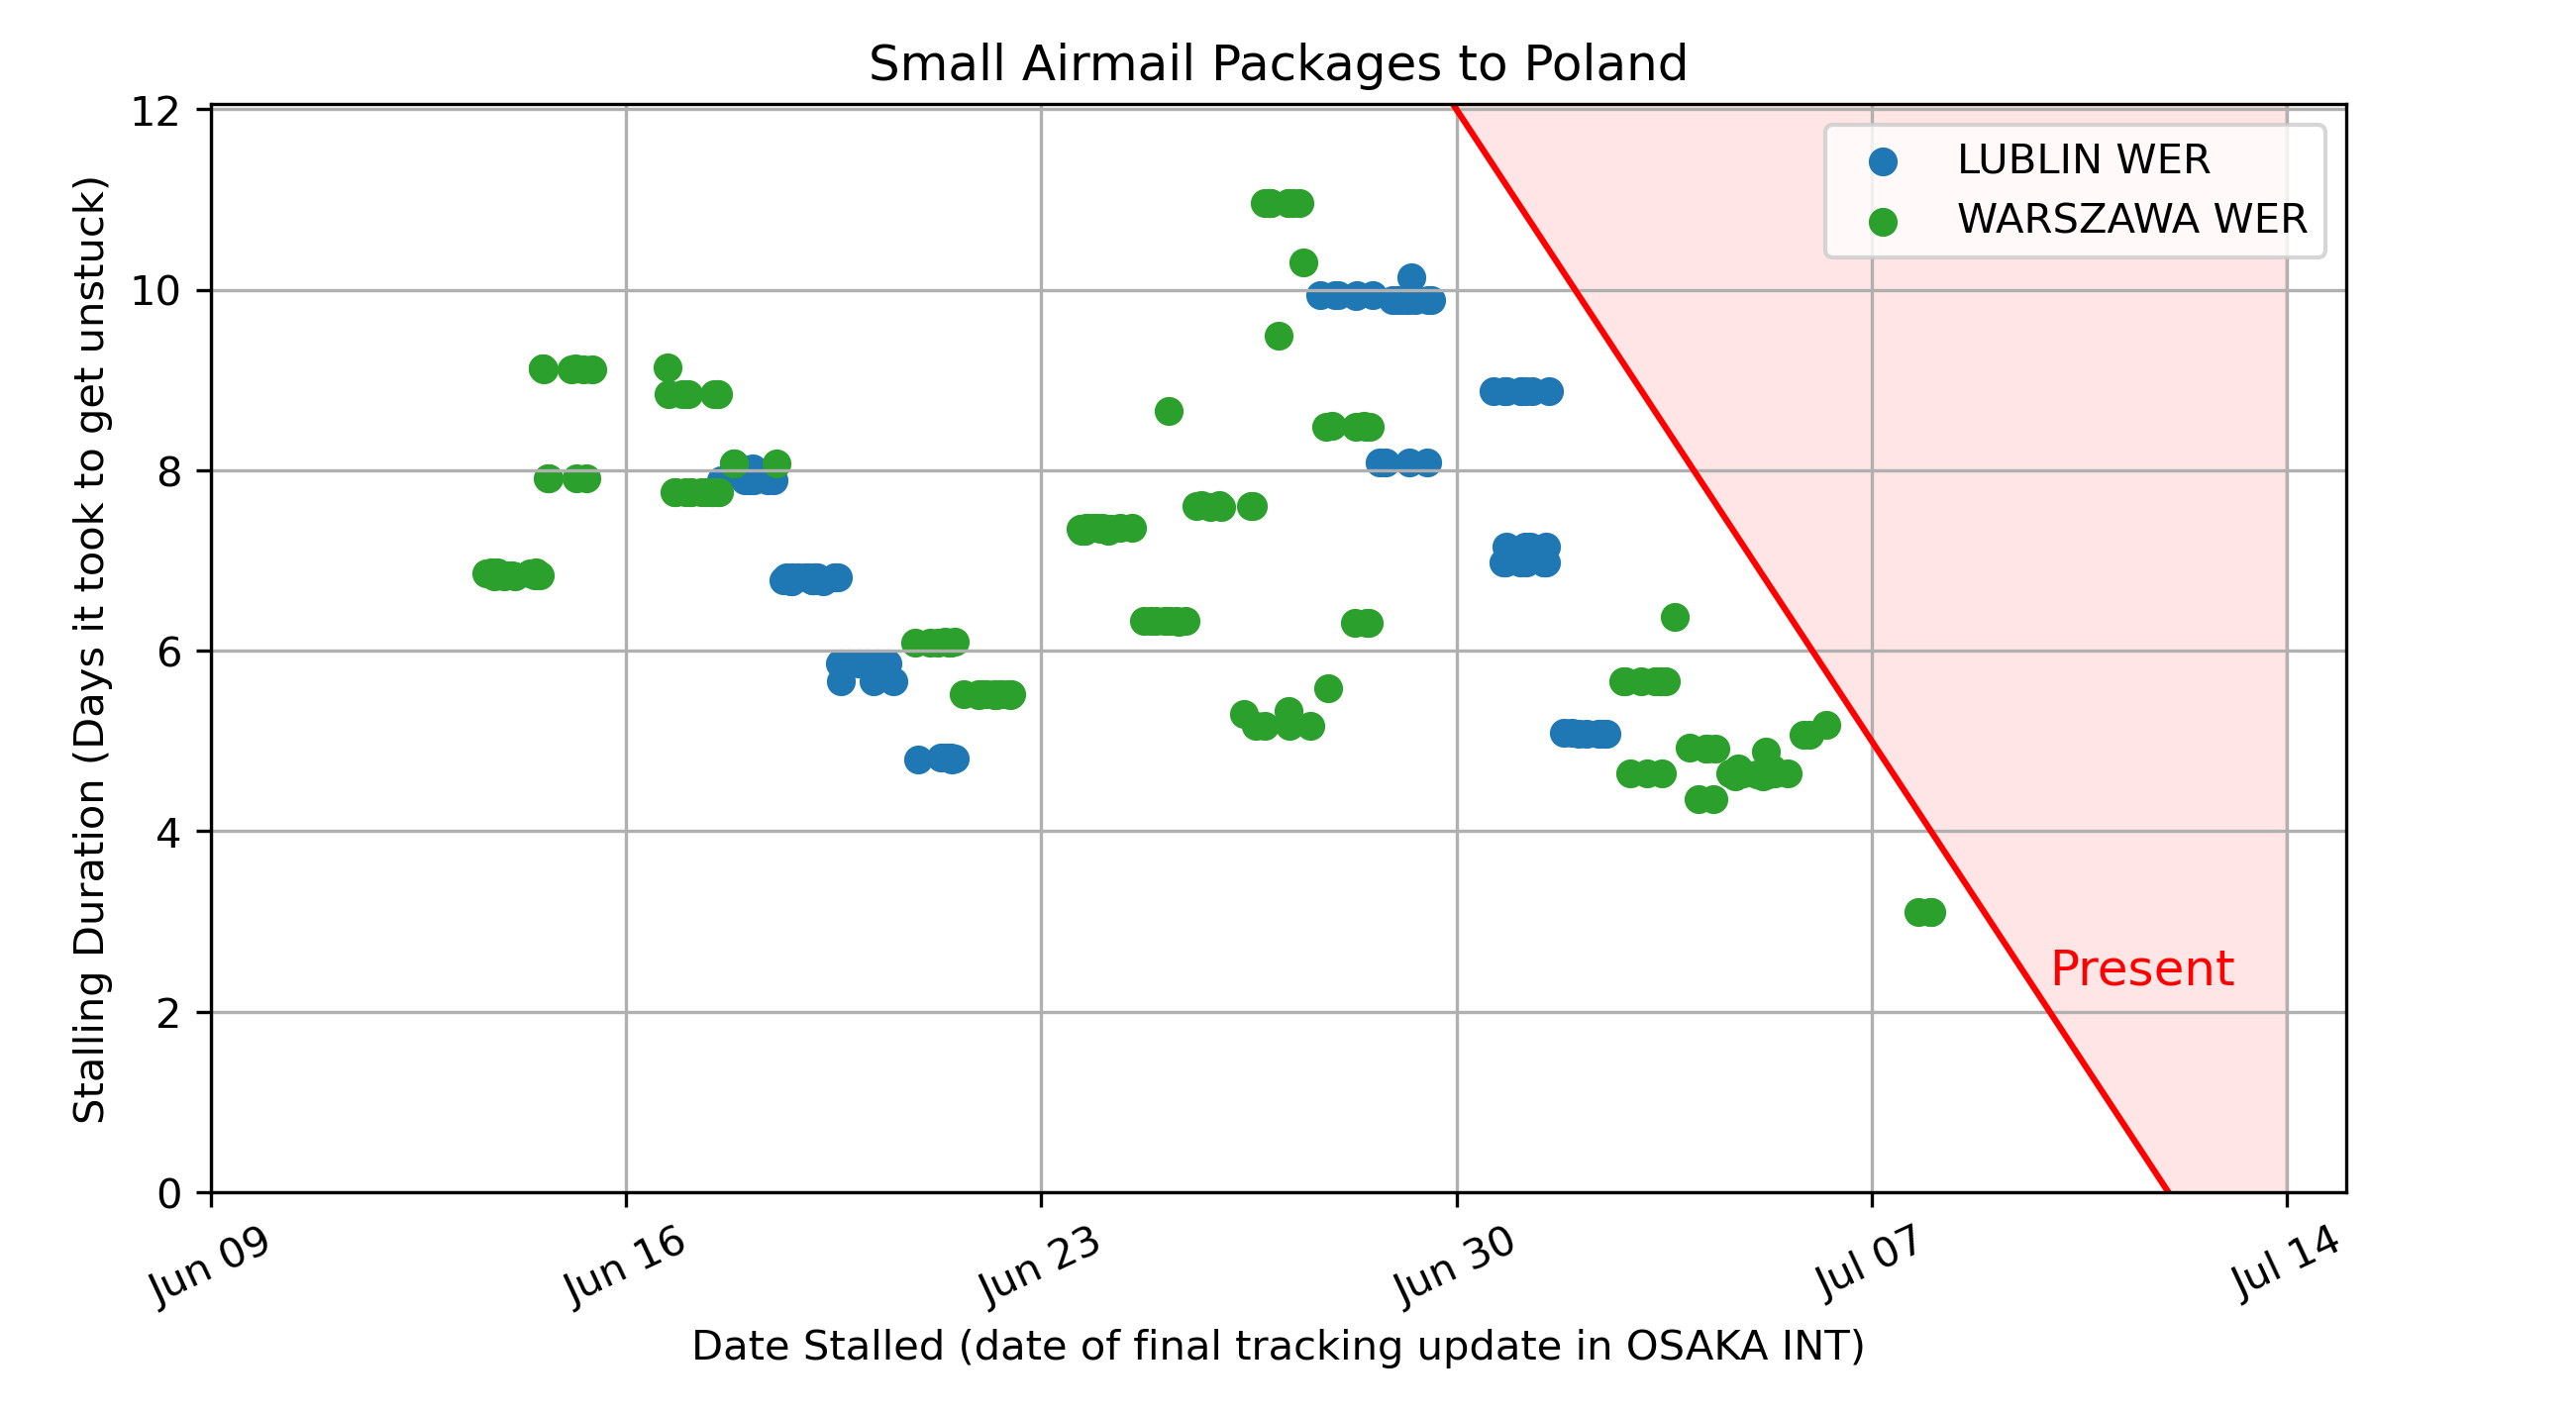 Small Airmail Packages to Poland
Stalling Duration (Days it took to get unstuck)
12
10
8
6
4
2
0
LUBLIN WER
WARSZAWA WER
Present
Jun 09
Jun 16
Jun 23
Jun 30
Jul 07
Jul 14
Date Stalled (date of final tracking update in OSAKA INT)